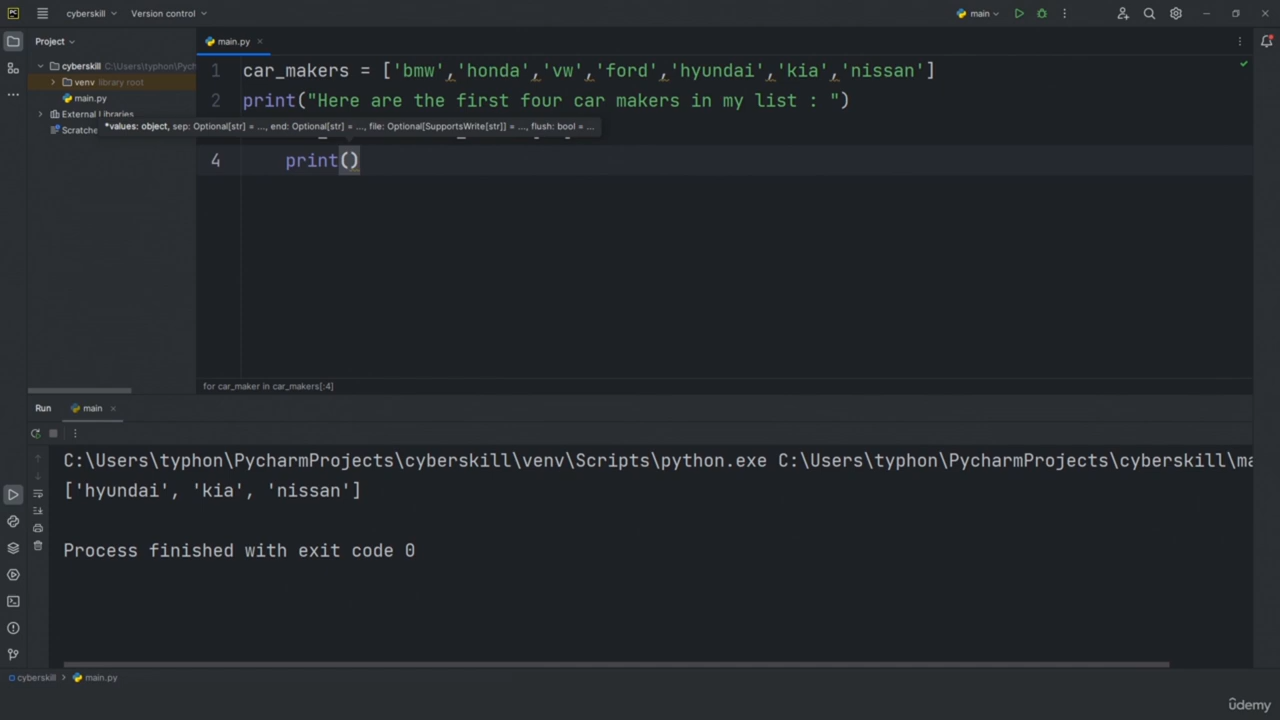 PC cyberskill Version control main
Project main.py
cyberskill C:\Users\typhon\Pych
venv library root
main.py
External Libraries
Scratche
1 car_makers = ['bmw','honda','vw','ford','hyundai','kia','nissan']
2 print("Here are the first four car makers in my list : ")
*values: object, sep: Optional[str] = ..., end: Optional[str] = ..., file: Optional[SupportsWrite[str]] = ..., flush: bool = ...
4 print()
for car_maker in car_makers[:4]
Run main
C:\Users\typhon\PycharmProjects\cyberskill\venv\Scripts\python.exe C:\Users\typhon\PycharmProjects\cyberskill\ma
['hyundai', 'kia', 'nissan']
Process finished with exit code 0
cyberskill > main.py
ûdemy